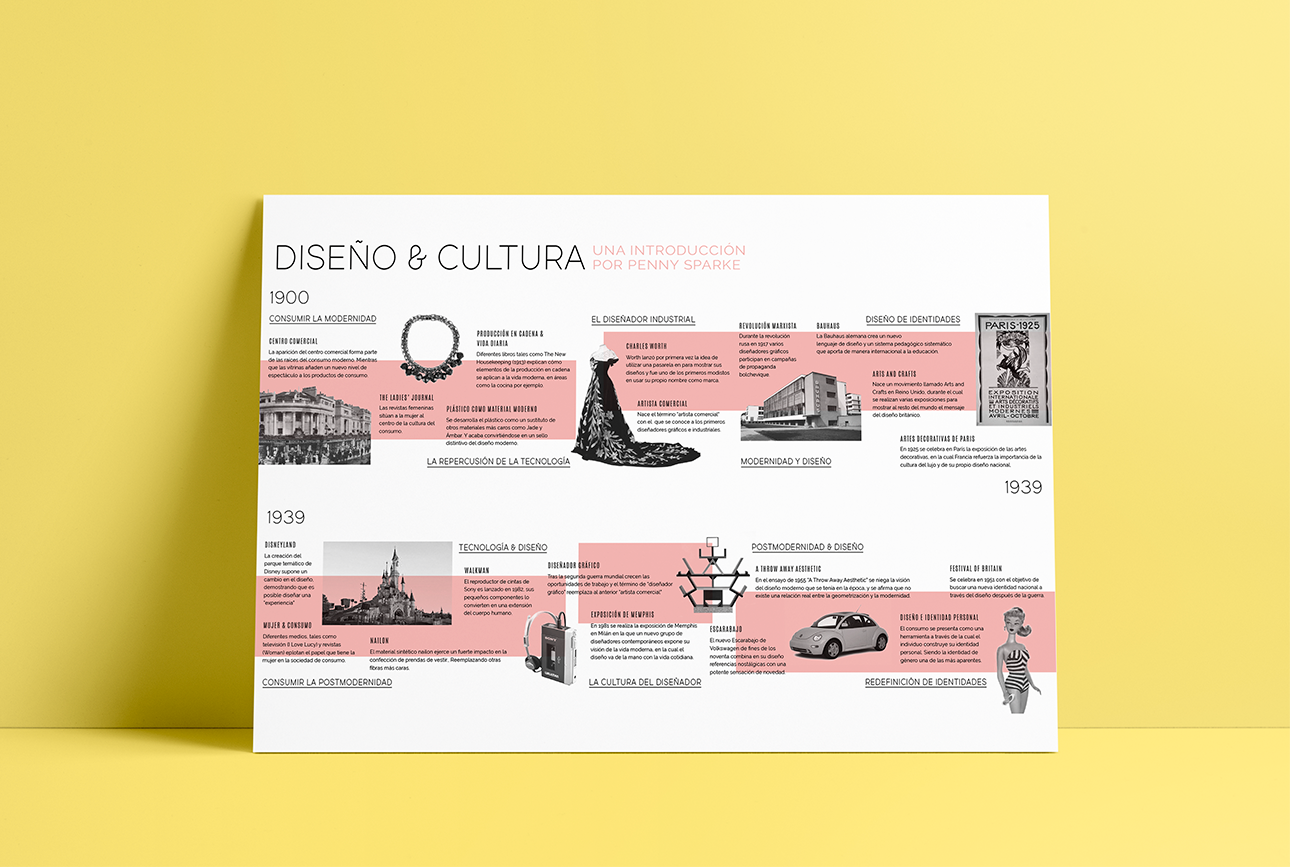 DISEÑO & CULTURA
UNA INTRODUCCIÓN
POR PENNY SPARKE
1900
CONSUMIR LA MODERNIDAD
CENTRO COMERCIAL
La aparición del centro comercial forma parte
de las raíces del consumo moderno. Mientras
que las vitrinas añaden un nuevo nivel de
espectáculo a los productos de consumo.
THE LADIES' JOURNAL
Las revistas femeninas
sitúan a la mujer al
centro de la cultura del
consumo.
PRODUCCIÓN EN CADENA &
VIDA DIARIA
Diferentes libros tales como The New
Housekeeping (1913) explican cómo
elementos de la producción en cadena
se aplican a la vida moderna, en áreas
como la cocina por ejemplo.
PLÁSTICO COMO MATERIAL MODERNO
Se desarrolla el plástico como un sustituto de
otros materiales más caros como Jade y
Ámbar. Y acaba convirtiéndose en un sello
distintivo del diseño moderno.
LA REPERCUSIÓN DE LA TECNOLOGÍA
EL DISEÑADOR INDUSTRIAL
CHARLES WORTH
Worth lanzó por primera vez la idea de
utilizar una pasarela en para mostrar sus
diseños y fue uno de los primeros modistos
en usar su propio nombre como marca.
ARTISTA COMERCIAL
Nace el término "artista comercial"
con el que se conoce a los primeros
diseñadores gráficos e industriales.
REVOLUCIÓN MARXISTA
Durante la revolución
rusa en 1917 varios
diseñadores gráficos
participan en campañas
de propaganda
bolchevique.
BAUHAUS
La Bauhaus alemana crea un nuevo
lenguaje de diseño y un sistema pedagógico sistemático
que aporta de manera internacional a la educación.
MODERNIDAD Y DISEÑO
DISEÑO DE IDENTIDADES
ARTS AND CRAFTS
Nace un movimiento llamado Arts and
Crafts en Reino Unido, durante el cual
se realizan varias exposiciones para
mostrar al resto del mundo el mensaje
del diseño británico.
PARIS-1925
EXPOSITION
INTERNATIONALE
DES ARTS DÉCORATIFS
ET INDUSTRIELS
MODERNES
AVRIL-OCTOBRE
ARTES DECORATIVAS DE PARIS
En 1925 se celebra en Paris la exposición de las artes
decorativas, en la cual Francia refuerza la importancia de la
cultura del lujo y de su propio diseño nacional.
1939
1939
DISNEYLAND
La creación del
parque temático de
Disney supone un
cambio en el diseño,
demostrando que es
posible diseñar una
"experiencia"
MUJER & CONSUMO
Diferentes medios, tales como
televisión (I Love Lucy) y revistas
(Woman) eplotan el papel que tiene la
mujer en la sociedad de consumo.
NAILON
El material sintético nailon ejerce un fuerte impacto en la
confección de prendas de vestir. Reemplazando otras
fibras más caras.
CONSUMIR LA POSTMODERNIDAD
TECNOLOGÍA & DISEÑO
WALKMAN
El reproductor de cintas de
Sony es lanzado en 1982, sus
pequeños componentes lo
convierten en una extensión
del cuerpo humano.
DISEÑADOR GRÁFICO
Tras la segunda guerra mundial crecen las
oportunidades de trabajo y el término de "diseñador
gráfico" reemplaza al anterior "artista comercial"
EXPOSICIÓN DE MEMPHIS
En 1981 se realiza la exposición de Memphis
en Milán en la que un nuevo grupo de
diseñadores contemporáneos expone su
visión de la vida moderna, en la cual el
diseño va de la mano con la vida cotidiana.
LA CULTURA DEL DISEÑADOR
POSTMODERNIDAD & DISEÑO
A THROW AWAY AESTHETIC
En el ensayo de 1955 "A Throw Away Aesthetic" se niega la visión
del diseño moderno que se tenía en la época, y se afirma que no
existe una relación real entre la geometrización y la modernidad.
ESCARABAJO
El nuevo Escarabajo de
Volkswagen de fines de los
noventa combina en su diseño
referencias nostálgicas con una
potente sensación de novedad.
FESTIVAL OF BRITAIN
Se celebra en 1951 con el objetivo de
buscar una nueva identidad nacional a
través del diseño después de la guerra.
DISEÑO E IDENTIDAD PERSONAL
El consumo se presenta como una
herramienta a través de la cual el
individuo construye su identidad
personal. Siendo la identidad de
género una de las más aparentes.
REDEFINICIÓN DE IDENTIDADES